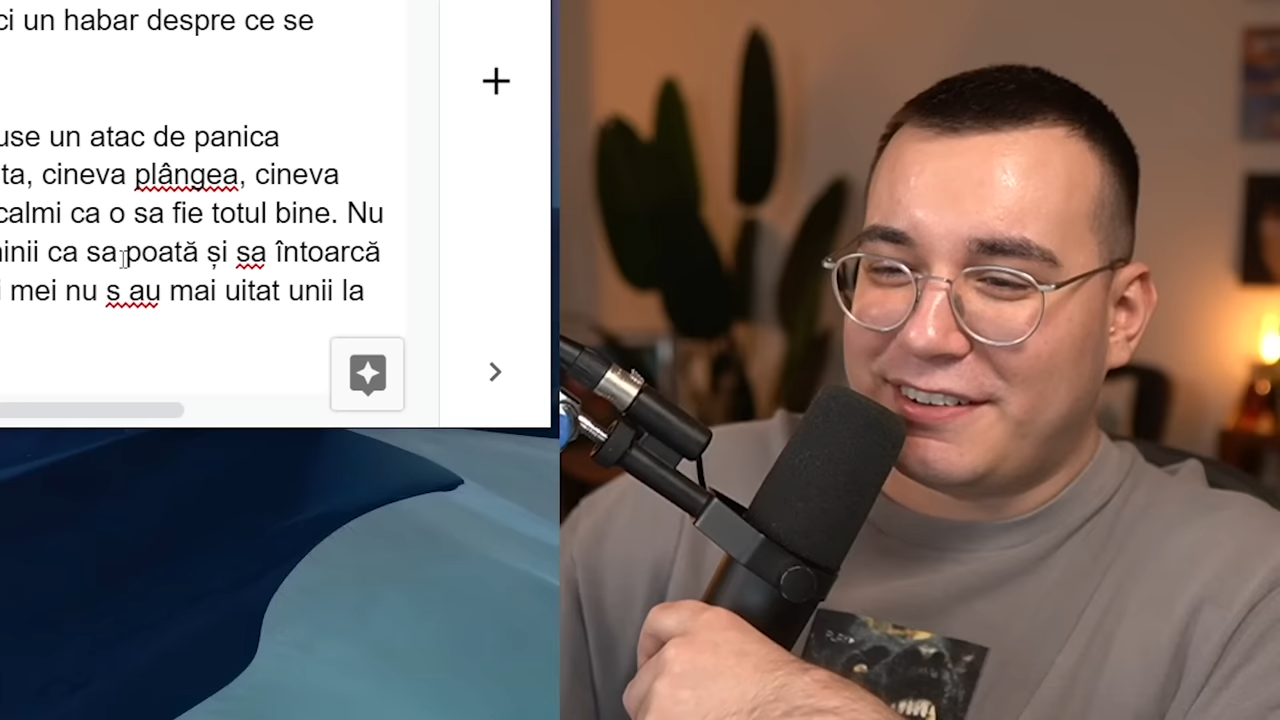 ci un habar despre ce se
use un atac de panica
ta, cineva plângea, cineva
calmi ca o sa fie totul bine. Nu
inii ca sa poată și sa întoarcă
i mei nu s au mai uitat unii la